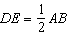 DE = 1/2 AB